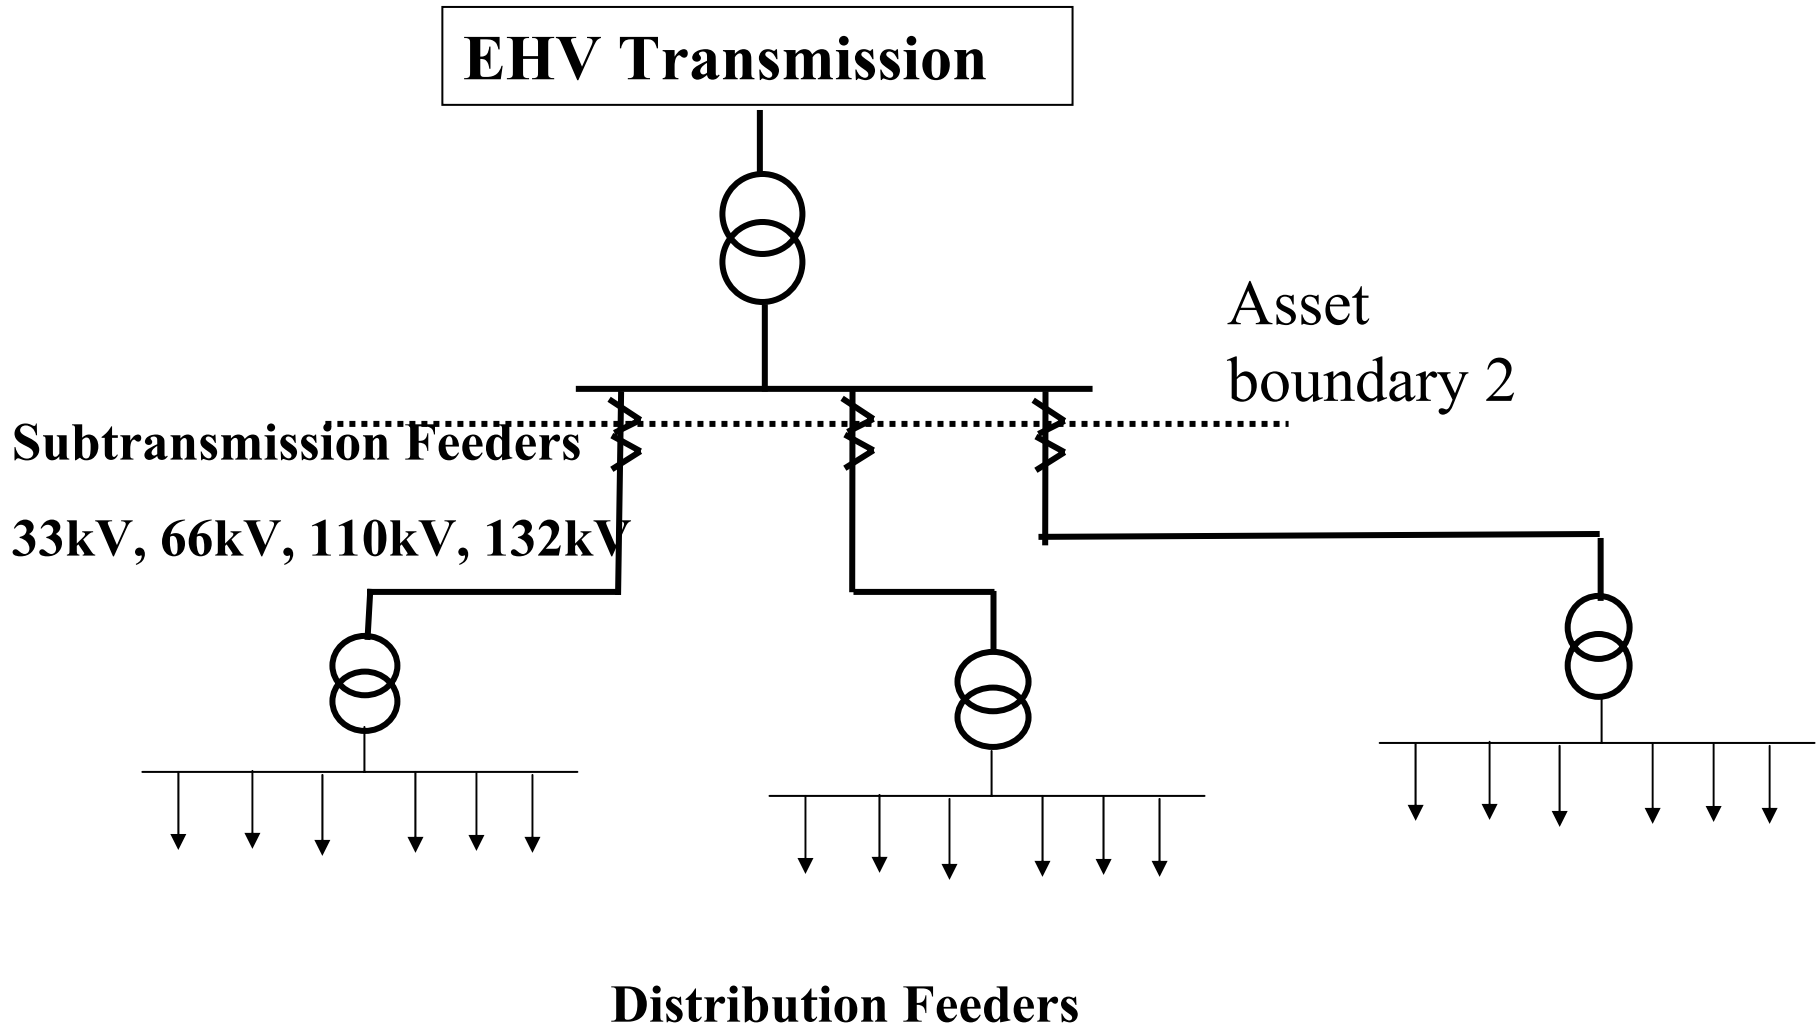 EHV Transmission
Asset
boundary 2
Subtransmission Feeders
33kV, 66kV, 110kV, 132kV
Distribution Feeders